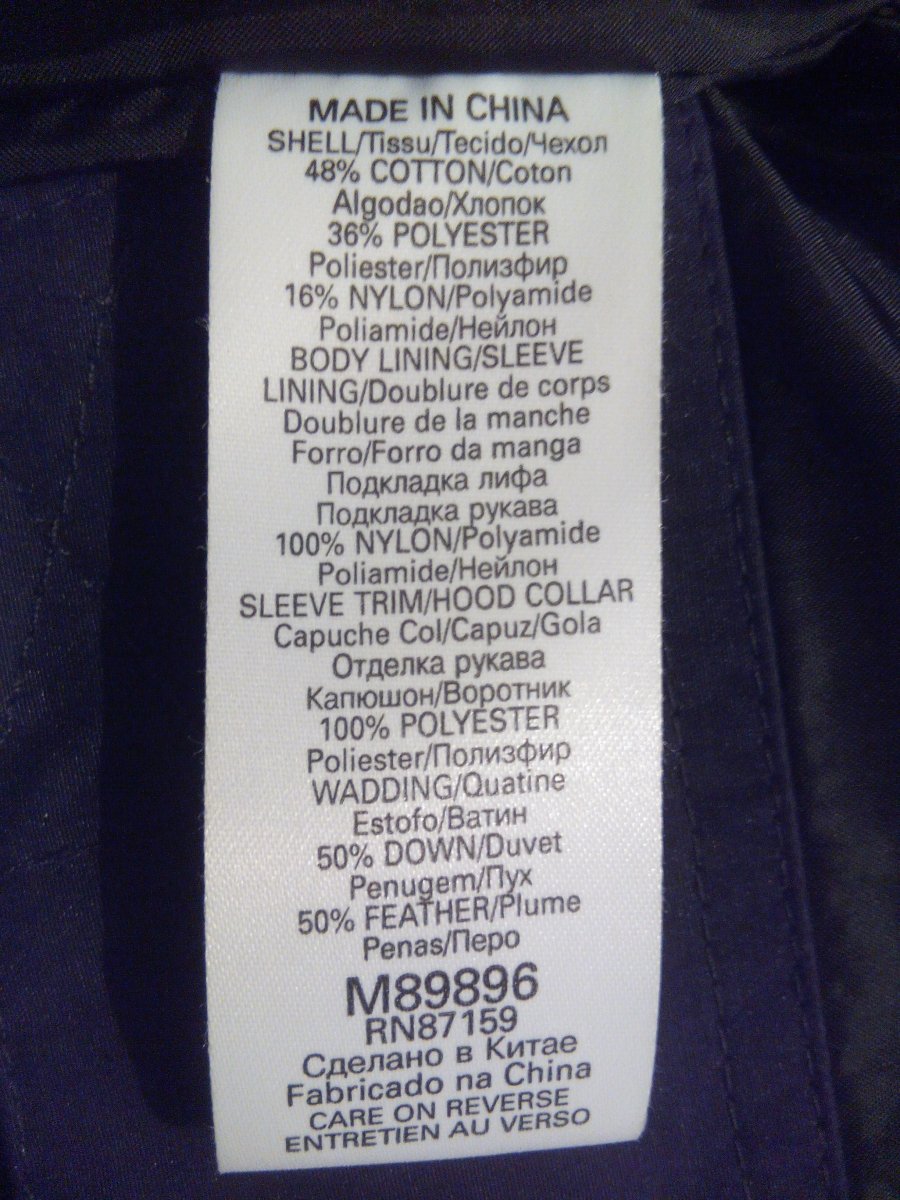 MADE IN CHINA
SHELL/Tissu/Tecido/Чехол
48% COTTON/Coton
Algodao/Хлопок
36% POLYESTER
Poliester/Полизфир
16% NYLON/Polyamide
Poliamide/Нейлон
BODY LINING/SLEEVE
LINING/Doublure de corps
Doublure de la manche
Forro/Forro da manga
Подкладка лифа
Подкладка рукава
100% NYLON/Polyamide
Poliamide/Нейлон
SLEEVE TRIM/HOOD COLLAR
Capuche Col/Capuz/Gola
Отделка рукава
Капюшон/Воротник
100% POLYESTER
Poliester/Полизфир
WADDING/Quatine
Estofo/Ватин
50% DOWN/Duvet
Penugem/Пух
50% FEATHER/Plume
Penas/Перо
M89896
RN87159
Сделано в Китае
Fabricado na China
CARE ON REVERSE
ENTRETIEN AU VERSO